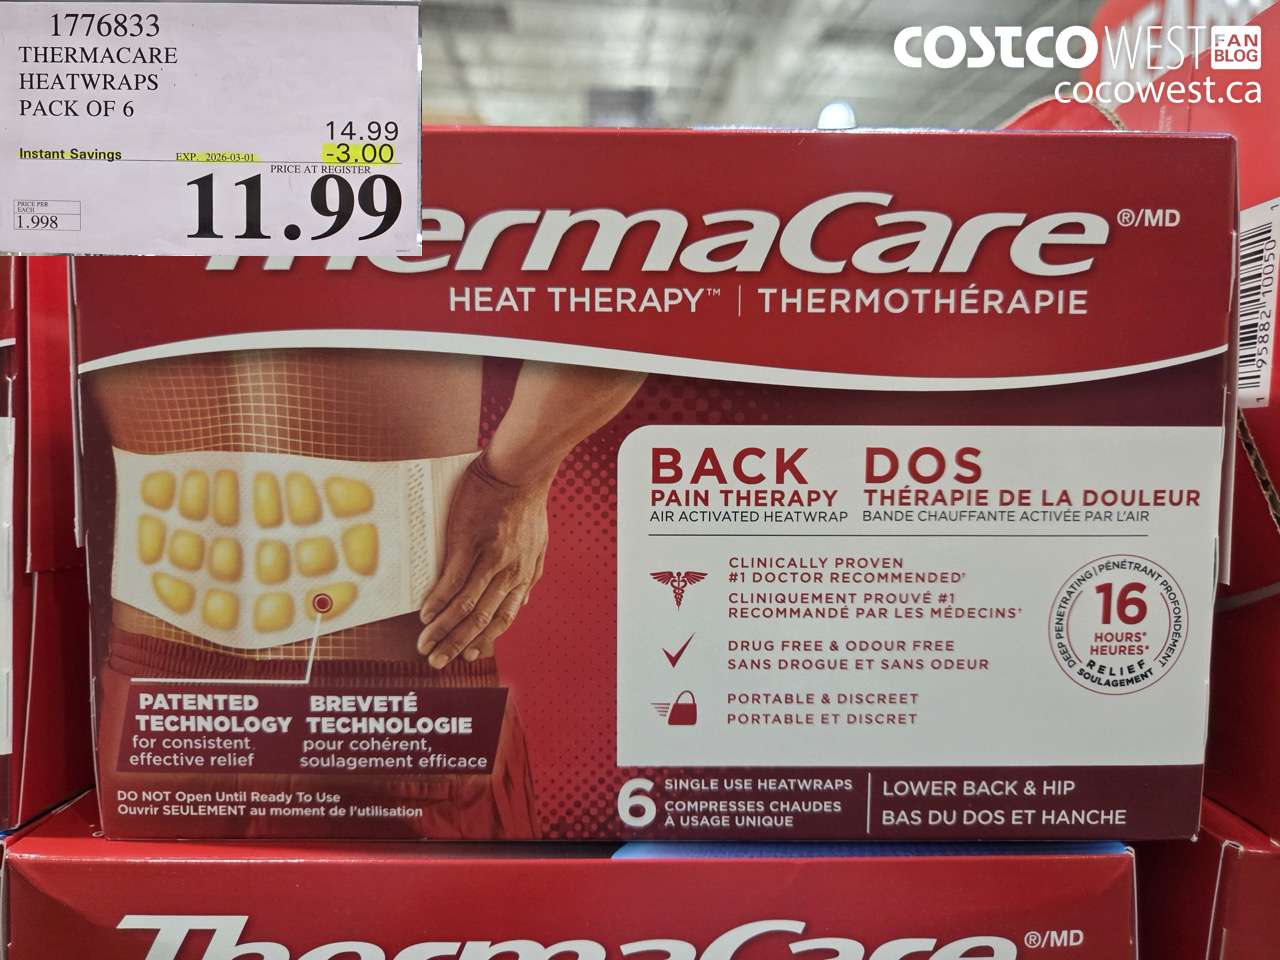 1776833
THERMACARE
HEATWRAPS
PACK OF 6
14.99
Instant Savings EXP. 2026-03-01 -3.00
PRICE AT REGISTER
11.99
PRICE PER
EACH
1.998
COSTCO WEST FAN BLOG
cocowest.ca
ThermaCare ®/MD
HEAT THERAPY™ | THERMOTHÉRAPIE
BACK DOS
PAIN THERAPY THÉRAPIE DE LA DOULEUR
AIR ACTIVATED HEATWRAP BANDE CHAUFFANTE ACTIVÉE PAR L'AIR
CLINICALLY PROVEN
#1 DOCTOR RECOMMENDED†
CLINIQUEMENT PROUVÉ #1
RECOMMANDÉ PAR LES MÉDECINS†
DRUG FREE & ODOUR FREE
SANS DROGUE ET SANS ODEUR
PORTABLE & DISCREET
PORTABLE ET DISCRET
DEEP PENETRATING | PÉNÉTRANT PROFONDÉMENT
16
HOURS*
HEURES*
RELIEF
SOULAGEMENT
PATENTED BREVETÉ
TECHNOLOGY TECHNOLOGIE
for consistent, pour cohérent,
effective relief soulagement efficace
DO NOT Open Until Ready To Use
Ouvrir SEULEMENT au moment de l'utilisation
6 SINGLE USE HEATWRAPS
COMPRESSES CHAUDES
À USAGE UNIQUE
LOWER BACK & HIP
BAS DU DOS ET HANCHE
1 95882 10050 1
ThermaCare ®/MD